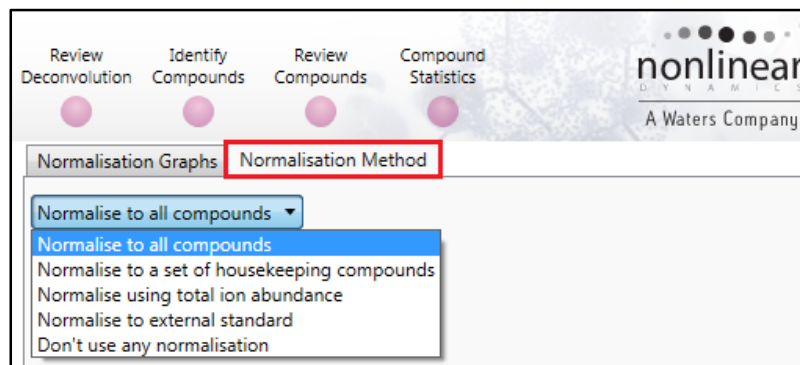 Review Deconvolution
Identify Compounds
Review Compounds
Compound Statistics
nonlinear
DYNAMICS
A Waters Company
Normalisation Graphs
Normalisation Method
Normalise to all compounds
Normalise to all compounds
Normalise to a set of housekeeping compounds
Normalise using total ion abundance
Normalise to external standard
Don't use any normalisation